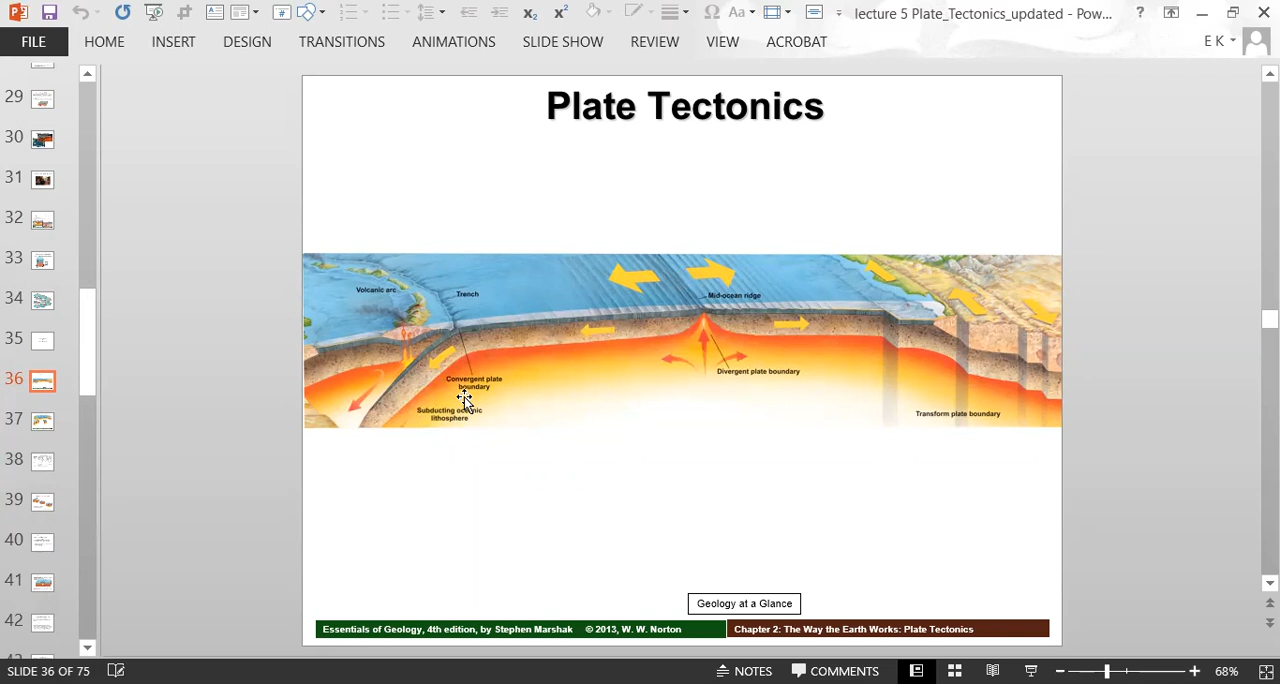 lecture 5 Plate_Tectonics_updated - Pow...
FILE HOME INSERT DESIGN TRANSITIONS ANIMATIONS SLIDE SHOW REVIEW VIEW ACROBAT E K
29
30
31
32
33
34
35
36
37
38
39
40
41
42
Plate Tectonics
Volcanic arc
Trench
Mid-ocean ridge
Divergent plate boundary
Convergent plate
boundary
Subducting oceanic
lithosphere
Transform plate boundary
Geology at a Glance
Essentials of Geology, 4th edition, by Stephen Marshak © 2013, W. W. Norton
Chapter 2: The Way the Earth Works: Plate Tectonics
SLIDE 36 OF 75 NOTES COMMENTS 68%